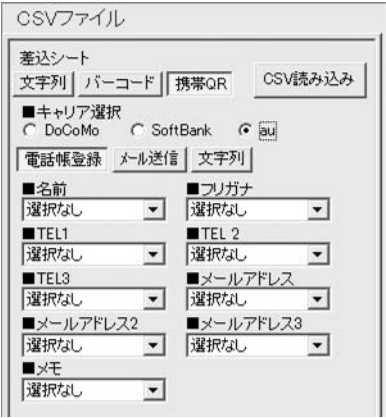 CSVファイル
差込シート
文字列 バーコード 携帯QR CSV読み込み
■キャリア選択
DoCoMo SoftBank au
電話帳登録 メール送信 文字列
■名前 ■フリガナ
選択なし 選択なし
■TEL1 ■TEL 2
選択なし 選択なし
■TEL3 ■メールアドレス
選択なし 選択なし
■メールアドレス2 ■メールアドレス3
選択なし 選択なし
■メモ
選択なし